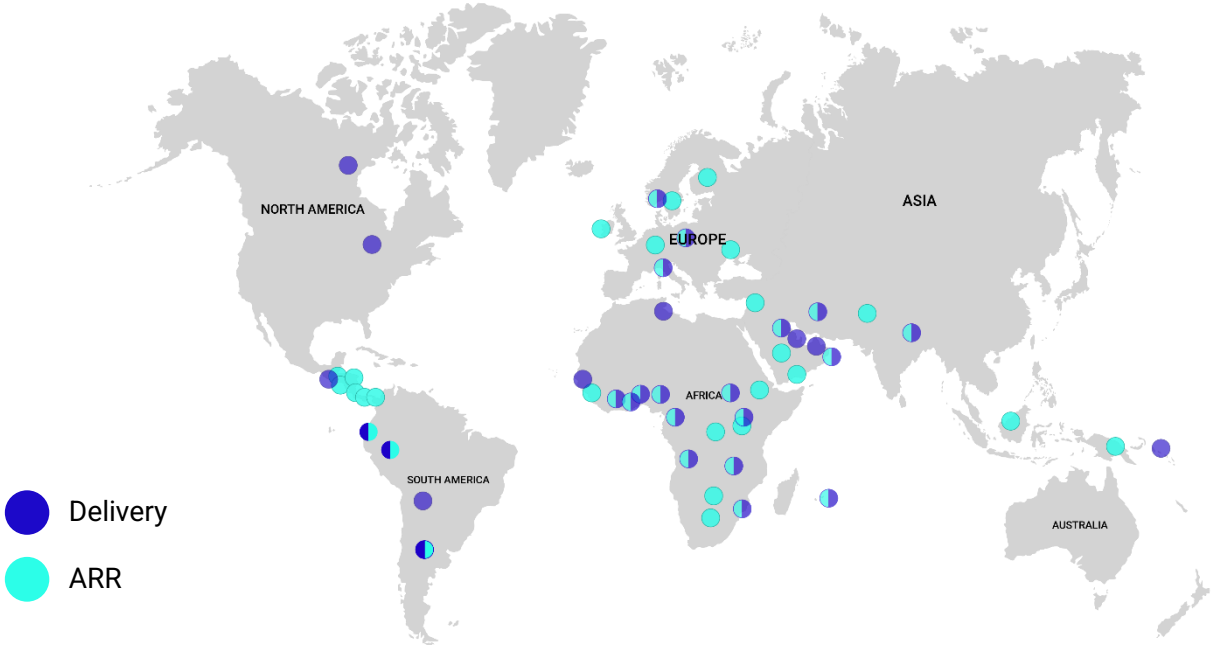 NORTH AMERICA
ASIA
EUROPE
AFRICA
SOUTH AMERICA
AUSTRALIA
Delivery
ARR